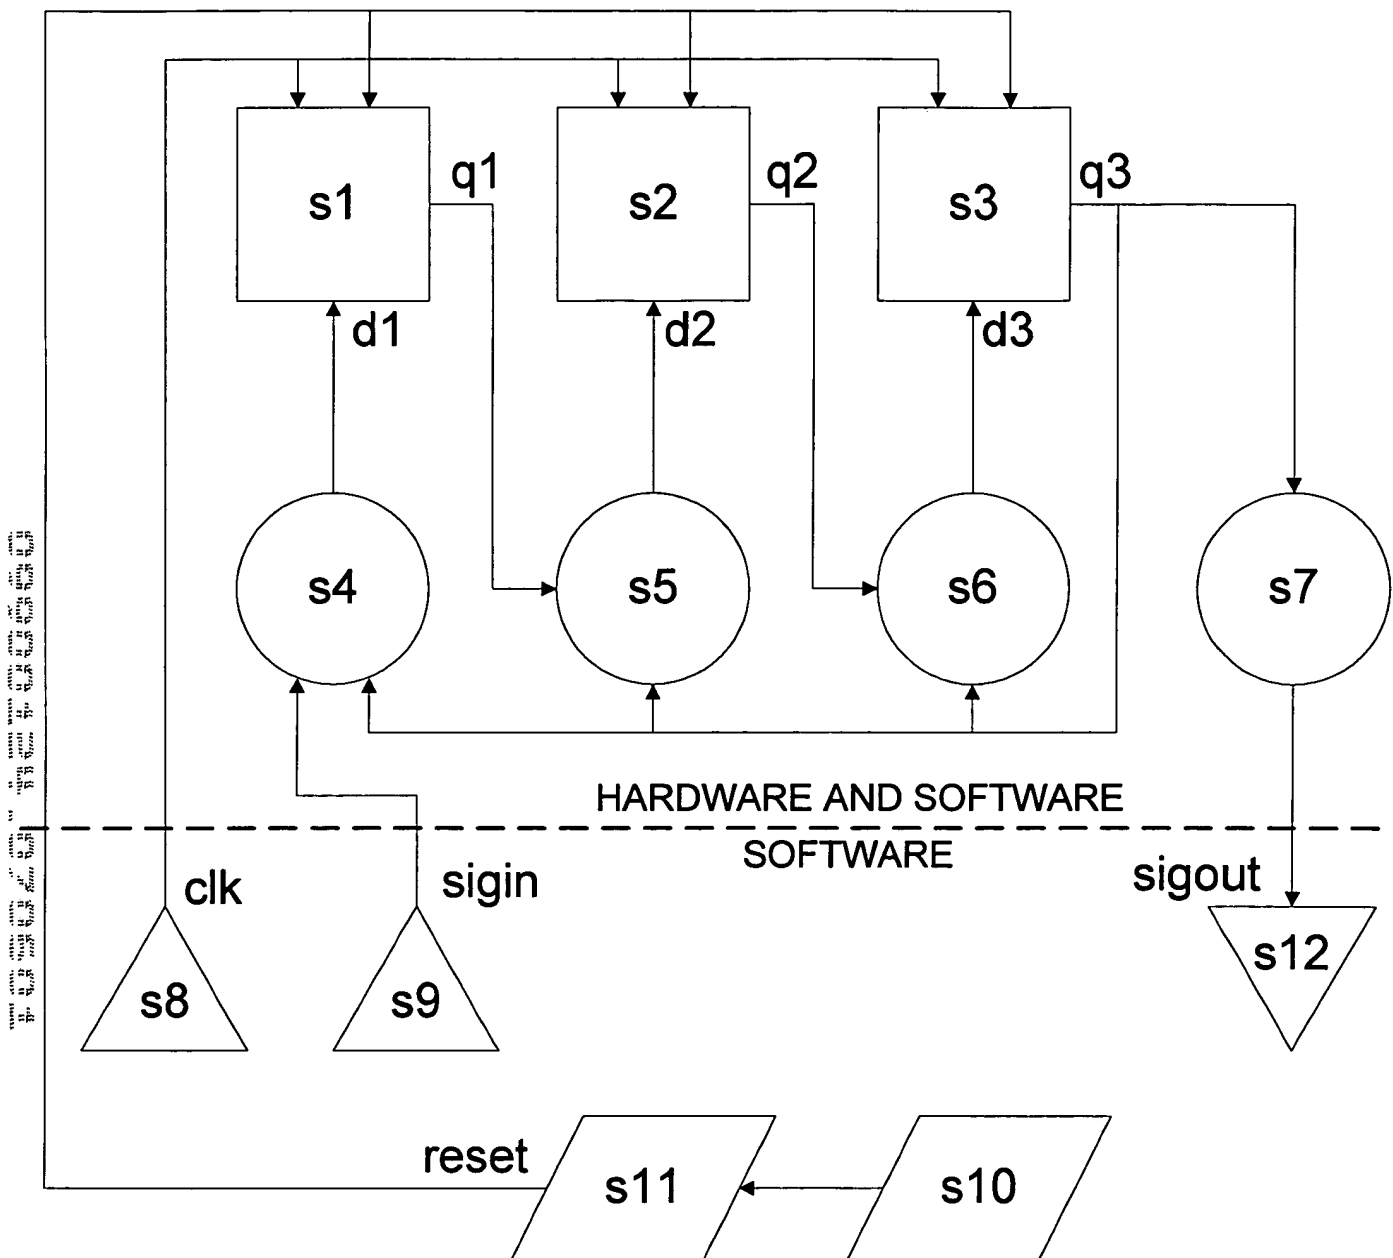 s1
q1
s2
q2
s3
q3
d1
d2
d3
s4
s5
s6
s7
HARDWARE AND SOFTWARE
SOFTWARE
clk
sigin
sigout
s8
s9
s12
reset
s11
s10